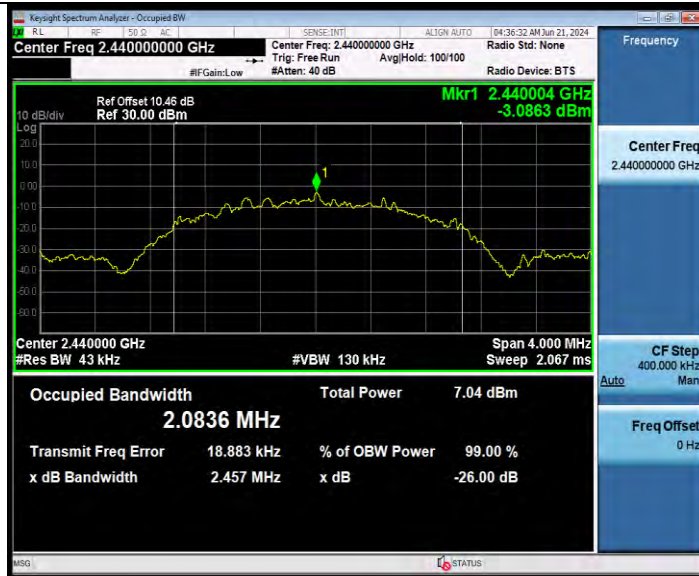 Keysight Spectrum Analyzer - Occupied BW
RL RF 50 Ω AC SENSE:INT ALIGN AUTO 04:36:32 AM Jun 21, 2024
Center Freq 2.440000000 GHz Center Freq: 2.440000000 GHz Radio Std: None
Trig: Free Run Avg|Hold: 100/100
#IFGain:Low #Atten: 40 dB Radio Device: BTS
Frequency
Ref Offset 10.46 dB Mkr1 2.440004 GHz
10 dB/div Ref 30.00 dBm -3.0863 dBm
Log
20.0
10.0
0.00
-10.0
-20.0
-30.0
-40.0
-50.0
-60.0
1
Center 2.440000 GHz Span 4.000 MHz
#Res BW 43 kHz #VBW 130 kHz Sweep 2.067 ms
Occupied Bandwidth Total Power 7.04 dBm
2.0836 MHz
Transmit Freq Error 18.883 kHz % of OBW Power 99.00 %
x dB Bandwidth 2.457 MHz x dB -26.00 dB
Center Freq
2.440000000 GHz
CF Step
400.000 kHz
Auto Man
Freq Offset
0 Hz
MSG STATUS